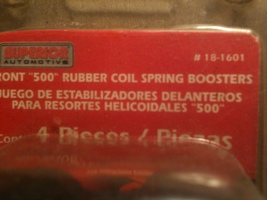 SUPERIOR
AUTOMOTIVE
# 18-1601
RONT "500" RUBBER COIL SPRING BOOSTERS
JUEGO DE ESTABILIZADORES DELANTEROS
PARA RESORTES HELICOIDALES "500"
4 Pieces / Piezas